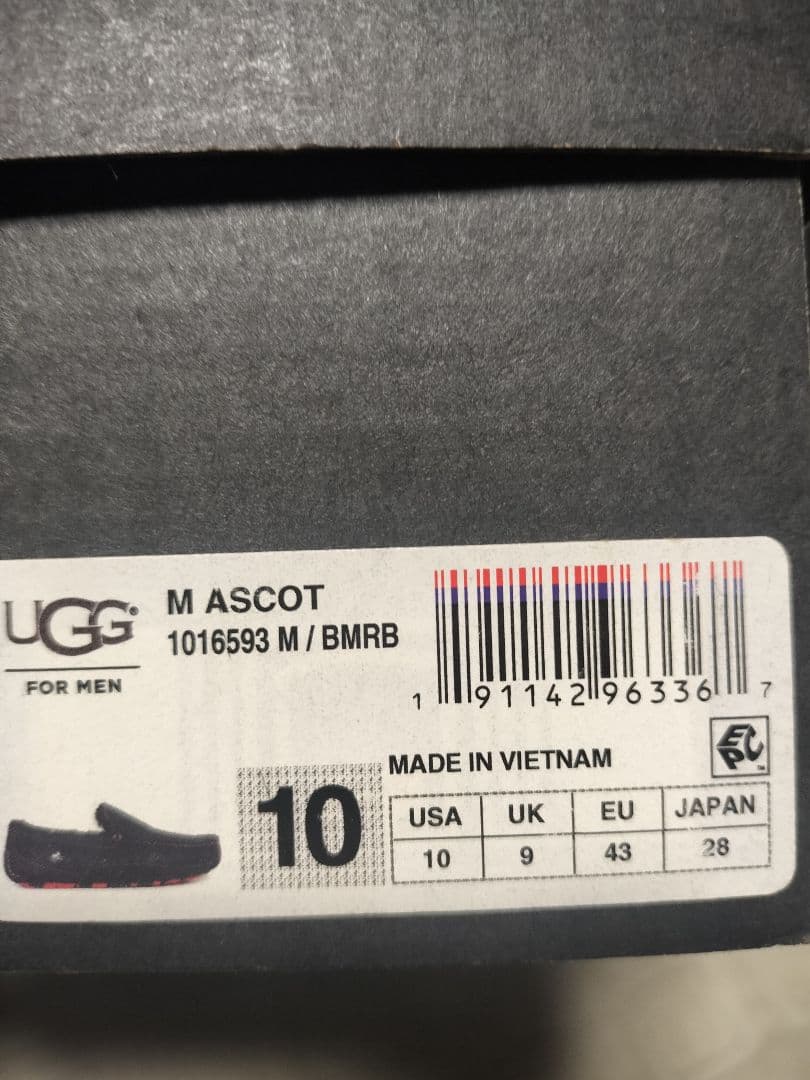 UGG®
FOR MEN
M ASCOT
1016593 M / BMRB
1 91142 96336 7
MADE IN VIETNAM
EPC™
10
USA UK EU JAPAN
10 9 43 28